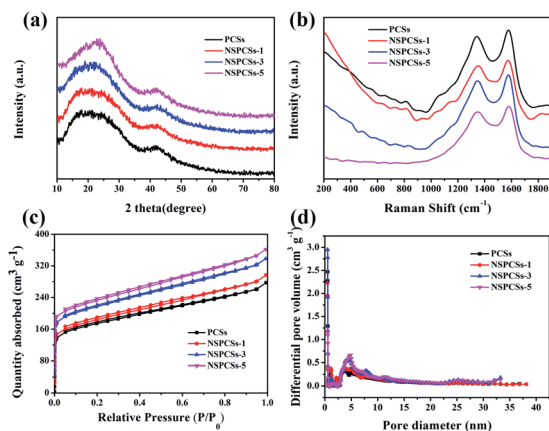 (a)
PCSs
NSPCSs-1
NSPCSs-3
NSPCSs-5
Intensity (a.u.)
10 20 30 40 50 60 70 80
2 theta(degree)
(b)
PCSs
NSPCSs-1
NSPCSs-3
NSPCSs-5
Intensity (a.u.)
200 400 600 800 1000 1200 1400 1600 1800
Raman Shift (cm-1)
(c)
360
320
240
160
80
0
Quantity absorbed (cm3 g-1)
PCSs
NSPCSs-1
NSPCSs-3
NSPCSs-5
0.0 0.2 0.4 0.6 0.8 1.0
Relative Pressure (P/P0)
(d)
3.0
2.5
2.0
1.5
1.0
0.5
0.0
Differential pore volume (cm3 g-1)
PCSs
NSPCSs-1
NSPCSs-3
NSPCSs-5
0 5 10 15 20 25 30 35 40
Pore diameter (nm)